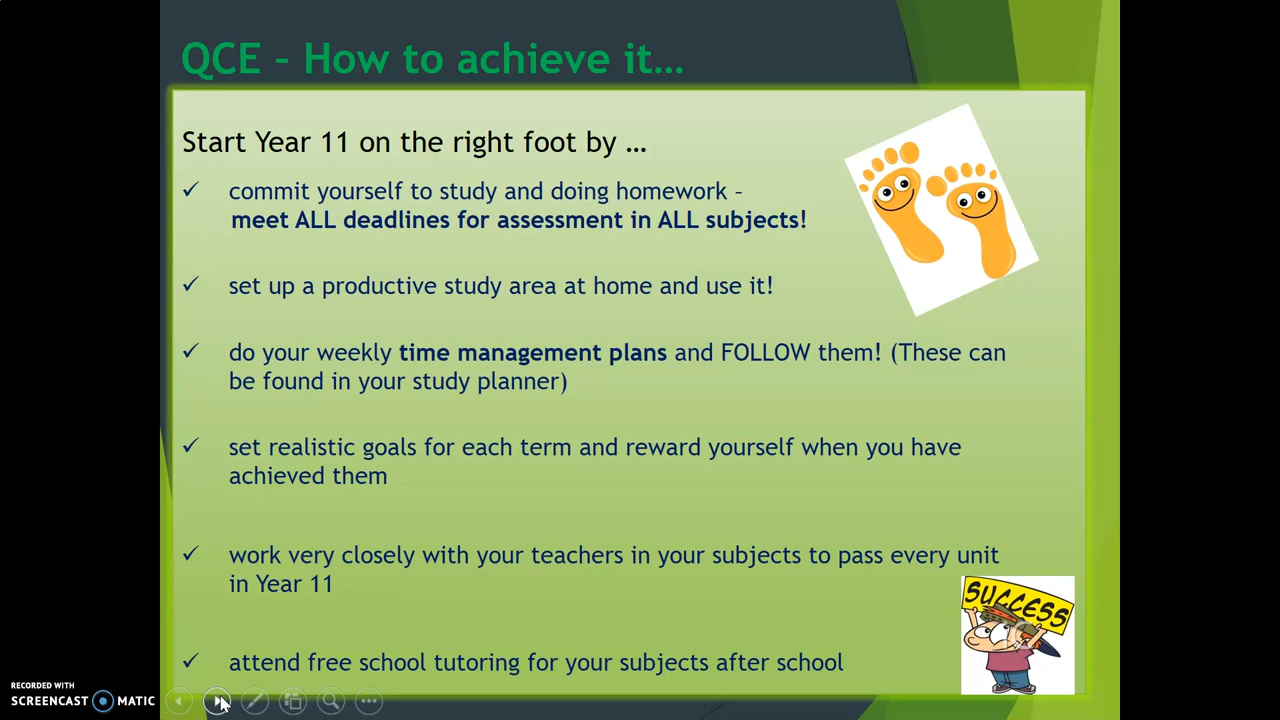 QCE – How to achieve it…
Start Year 11 on the right foot by …
✓ commit yourself to study and doing homework –
meet ALL deadlines for assessment in ALL subjects!
✓ set up a productive study area at home and use it!
✓ do your weekly time management plans and FOLLOW them! (These can
be found in your study planner)
✓ set realistic goals for each term and reward yourself when you have
achieved them
✓ work very closely with your teachers in your subjects to pass every unit
in Year 11
SUCCESS
✓ attend free school tutoring for your subjects after school
RECORDED WITH
SCREENCAST MATIC